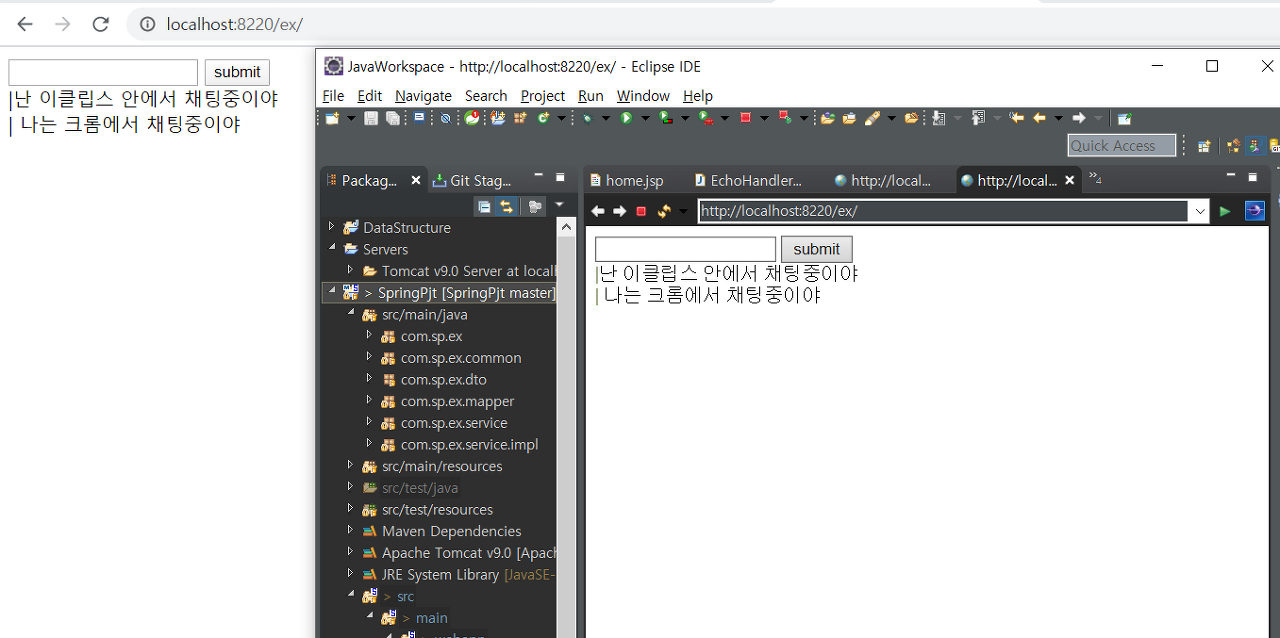 localhost:8220/ex/
submit
|난 이클립스 안에서 채팅중이야
| 나는 크롬에서 채팅중이야
JavaWorkspace - http://localhost:8220/ex/ - Eclipse IDE
File Edit Navigate Search Project Run Window Help
Quick Access
Packag... Git Stag...
home.jsp EchoHandler... http://local... http://local... »4
http://localhost:8220/ex/
DataStructure
Servers
Tomcat v9.0 Server at local
> SpringPjt [SpringPjt master]
src/main/java
com.sp.ex
com.sp.ex.common
com.sp.ex.dto
com.sp.ex.mapper
com.sp.ex.service
com.sp.ex.service.impl
src/main/resources
src/test/java
src/test/resources
Maven Dependencies
Apache Tomcat v9.0 [Apach
JRE System Library [JavaSE-
> src
> main
submit
|난 이클립스 안에서 채팅중이야
| 나는 크롬에서 채팅중이야